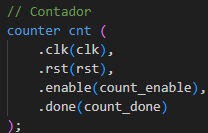 // Contador
counter cnt (
    .clk(clk),
    .rst(rst),
    .enable(count_enable),
    .done(count_done)
);